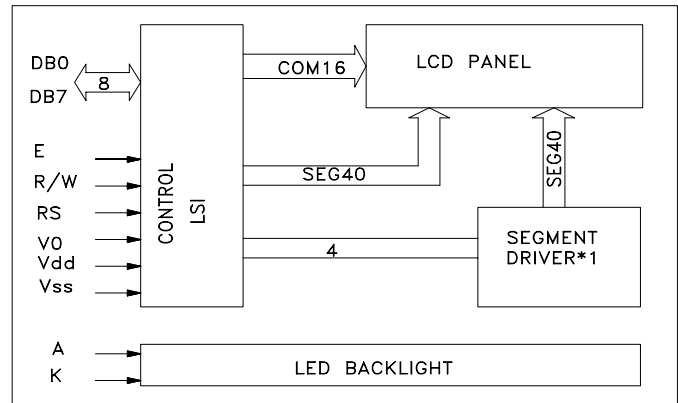 DB0
DB7
8
COM16
LCD PANEL
E
R/W
RS
V0
Vdd
Vss
CONTROL
LSI
SEG40
SEG40
4
SEGMENT
DRIVER*1
A
K
LED BACKLIGHT